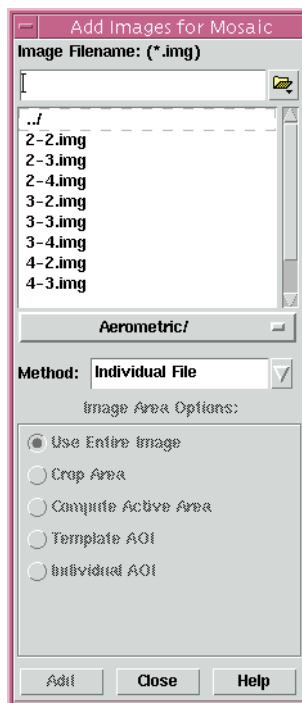 Add Images for Mosaic
Image Filename: (*.img)
../
2-2.img
2-3.img
2-4.img
3-2.img
3-3.img
3-4.img
4-2.img
4-3.img
Aerometric/
Method: Individual File
Image Area Options:
Use Entire Image
Crop Area
Compute Active Area
Template AOI
Individual AOI
Add Close Help